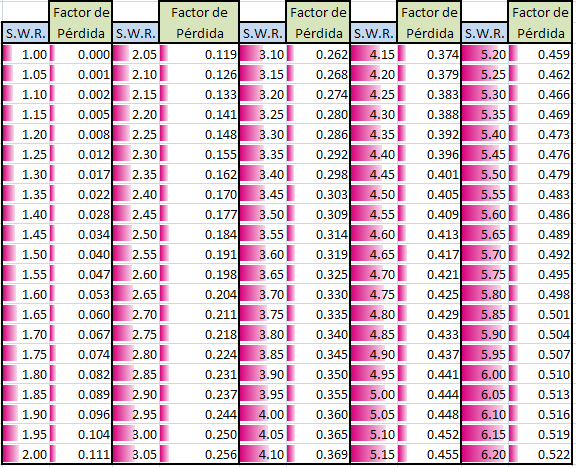 Factor de Factor de Factor de Factor de Factor de
S.W.R. Pérdida S.W.R. Pérdida S.W.R. Pérdida S.W.R. Pérdida S.W.R. Pérdida
1.00 0.000 2.05 0.119 3.10 0.262 4.15 0.374 5.20 0.459
1.05 0.001 2.10 0.126 3.15 0.268 4.20 0.379 5.25 0.462
1.10 0.002 2.15 0.133 3.20 0.274 4.25 0.383 5.30 0.466
1.15 0.005 2.20 0.141 3.25 0.280 4.30 0.388 5.35 0.469
1.20 0.008 2.25 0.148 3.30 0.286 4.35 0.392 5.40 0.473
1.25 0.012 2.30 0.155 3.35 0.292 4.40 0.396 5.45 0.476
1.30 0.017 2.35 0.162 3.40 0.298 4.45 0.401 5.50 0.479
1.35 0.022 2.40 0.170 3.45 0.303 4.50 0.405 5.55 0.483
1.40 0.028 2.45 0.177 3.50 0.309 4.55 0.409 5.60 0.486
1.45 0.034 2.50 0.184 3.55 0.314 4.60 0.413 5.65 0.489
1.50 0.040 2.55 0.191 3.60 0.319 4.65 0.417 5.70 0.492
1.55 0.047 2.60 0.198 3.65 0.325 4.70 0.421 5.75 0.495
1.60 0.053 2.65 0.204 3.70 0.330 4.75 0.425 5.80 0.498
1.65 0.060 2.70 0.211 3.75 0.335 4.80 0.429 5.85 0.501
1.70 0.067 2.75 0.218 3.80 0.340 4.85 0.433 5.90 0.504
1.75 0.074 2.80 0.224 3.85 0.345 4.90 0.437 5.95 0.507
1.80 0.082 2.85 0.231 3.90 0.350 4.95 0.441 6.00 0.510
1.85 0.089 2.90 0.237 3.95 0.355 5.00 0.444 6.05 0.513
1.90 0.096 2.95 0.244 4.00 0.360 5.05 0.448 6.10 0.516
1.95 0.104 3.00 0.250 4.05 0.365 5.10 0.452 6.15 0.519
2.00 0.111 3.05 0.256 4.10 0.369 5.15 0.455 6.20 0.522